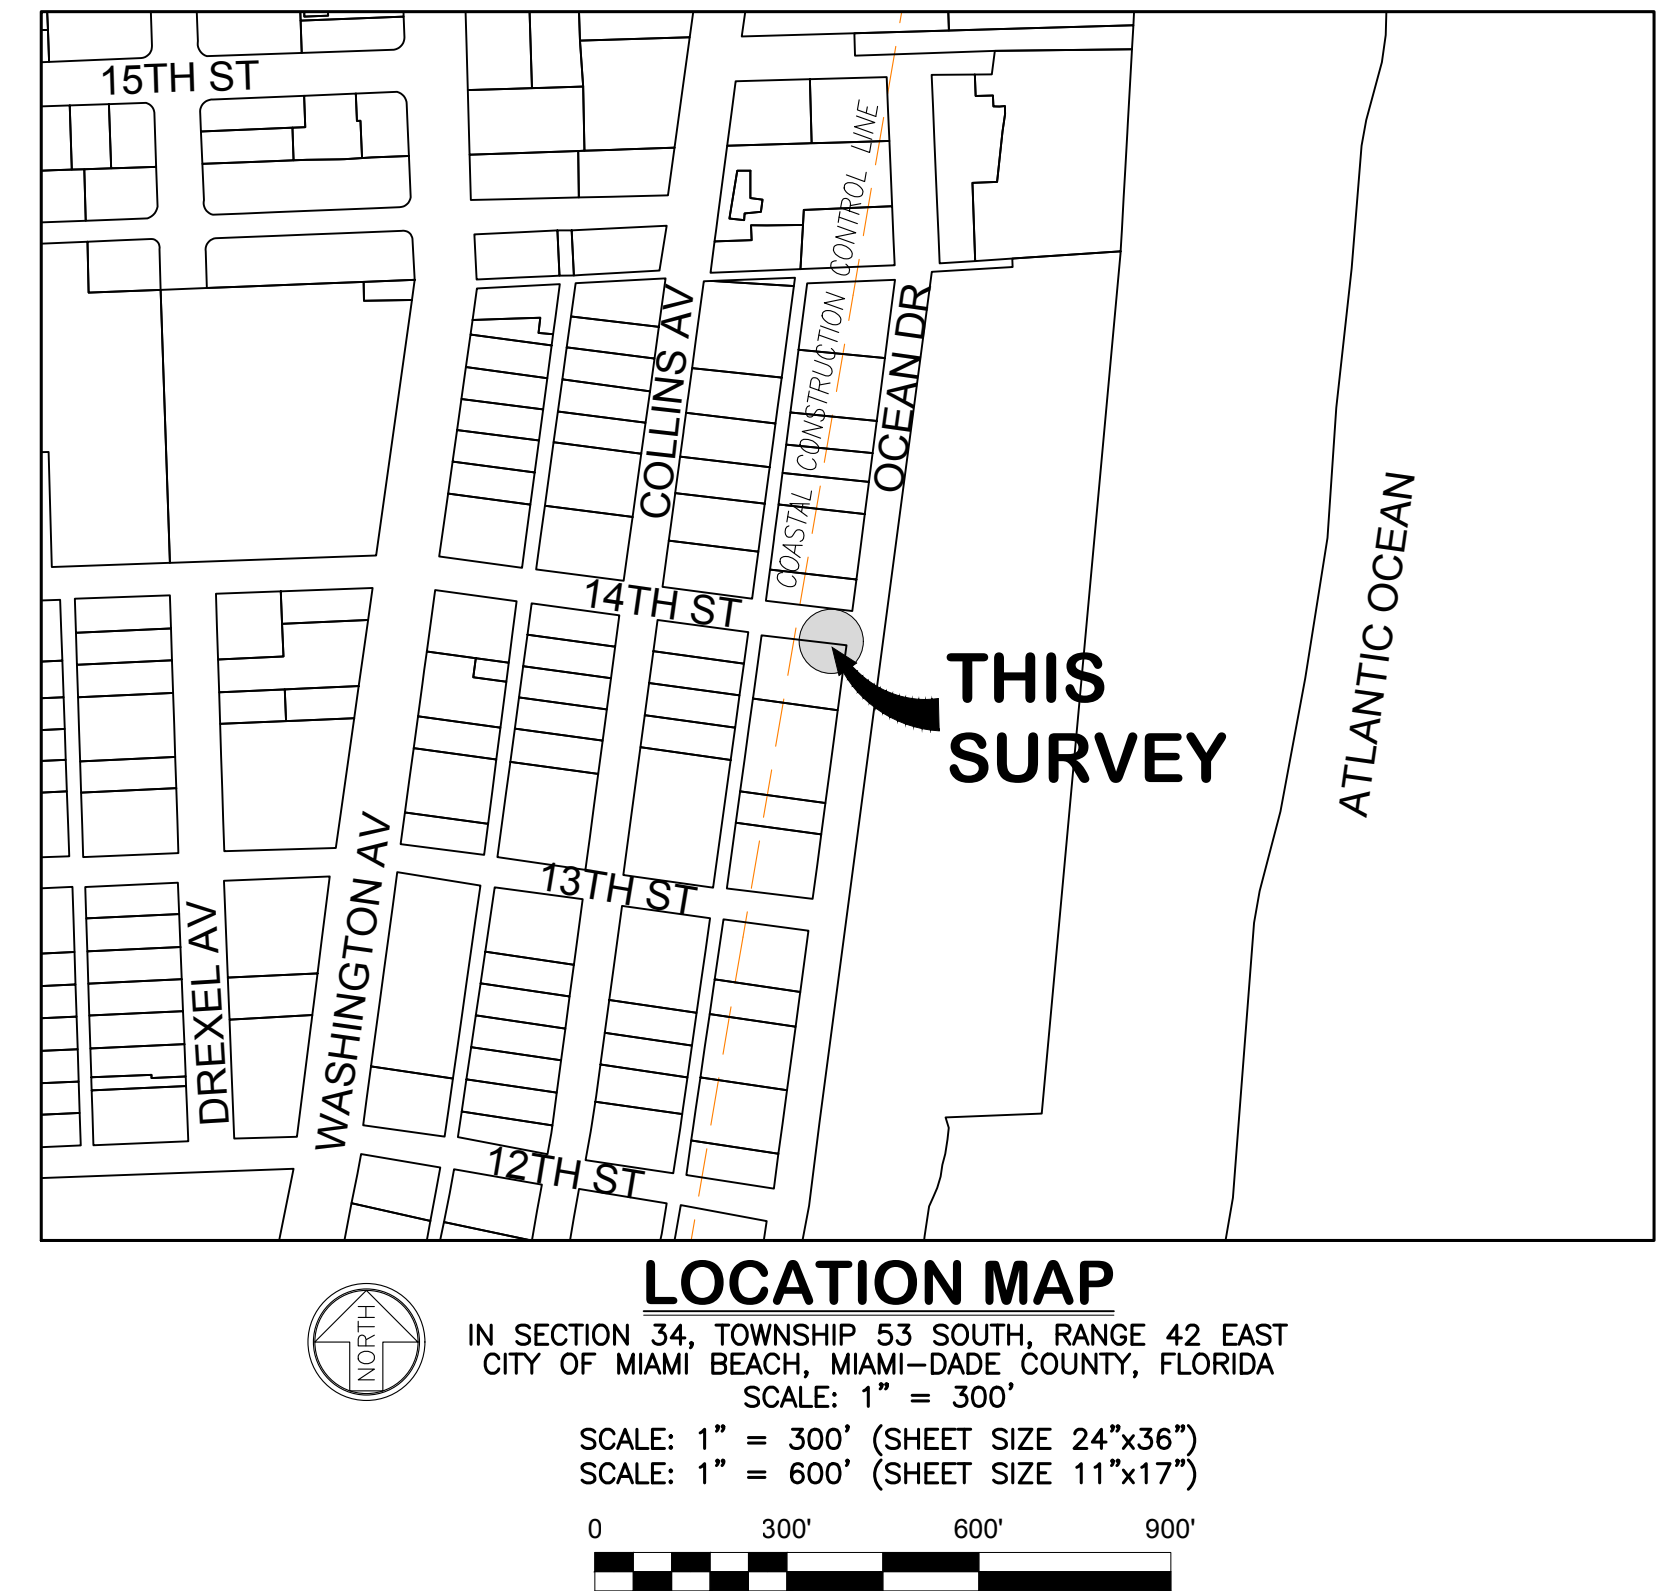 15TH ST
COASTAL CONSTRUCTION CONTROL LINE
COLLINS AV
OCEAN DR
ATLANTIC OCEAN
14TH ST
THIS
SURVEY
WASHINGTON AV
13TH ST
DREXEL AV
12TH ST
LOCATION MAP
NORTH
IN SECTION 34, TOWNSHIP 53 SOUTH, RANGE 42 EAST
CITY OF MIAMI BEACH, MIAMI-DADE COUNTY, FLORIDA
SCALE: 1" = 300'
SCALE: 1" = 300' (SHEET SIZE 24"x36")
SCALE: 1" = 600' (SHEET SIZE 11"x17")
0 300' 600' 900'